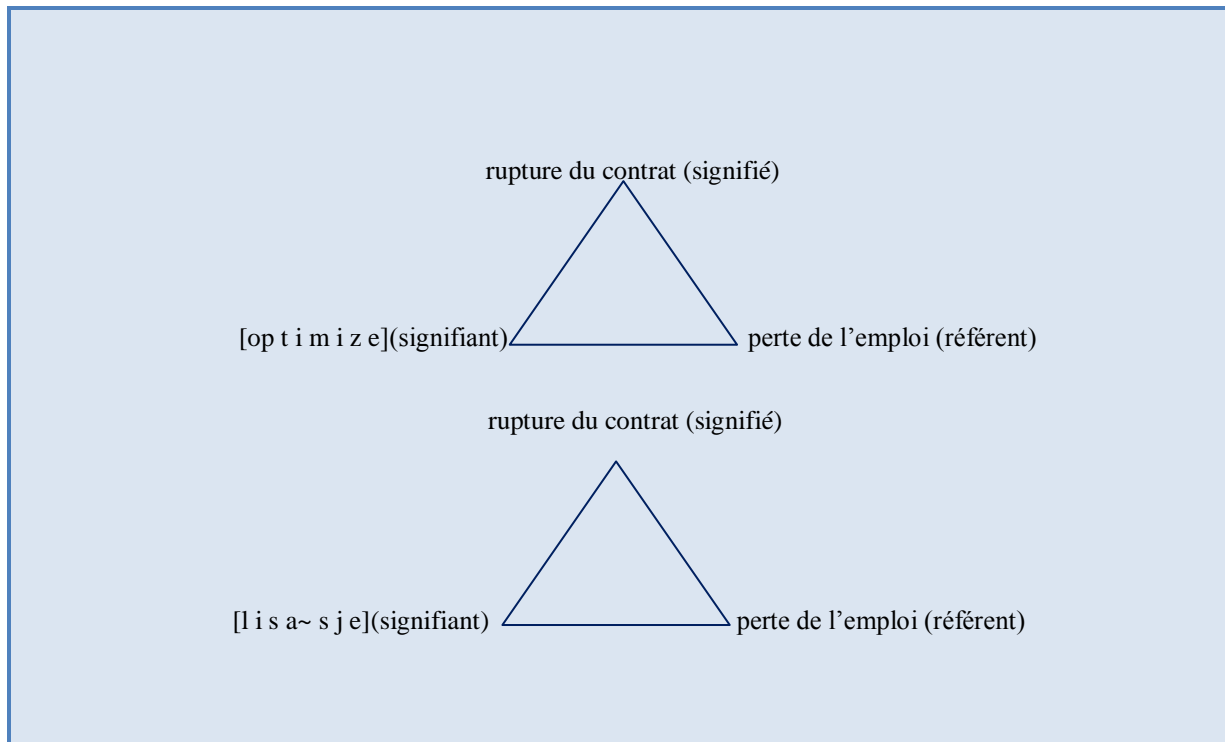 rupture du contrat (signifié)
[op t i m i z e](signifiant) perte de l’emploi (référent)
rupture du contrat (signifié)
[l i s a~ s j e](signifiant) perte de l’emploi (référent)